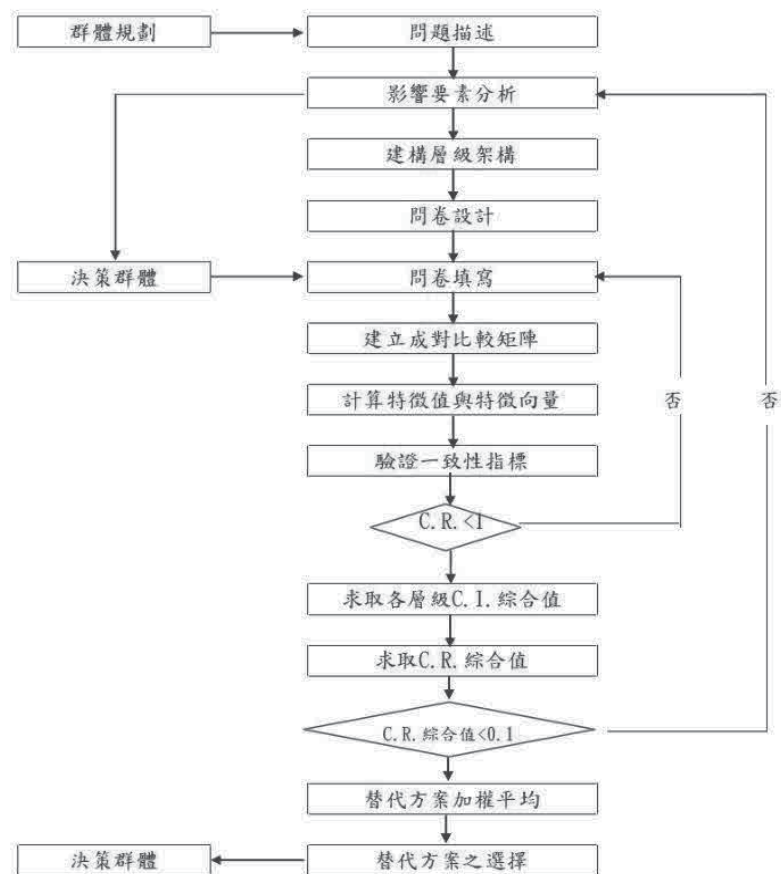 群體規劃
問題描述
影響要素分析
建構層級架構
問卷設計
決策群體
問卷填寫
建立成對比較矩陣
計算特徵值與特徵向量
否
否
驗證一致性指標
C.R.<1
求取各層級C.I.綜合值
求取C.R.綜合值
C.R.綜合值<0.1
替代方案加權平均
決策群體
替代方案之選擇